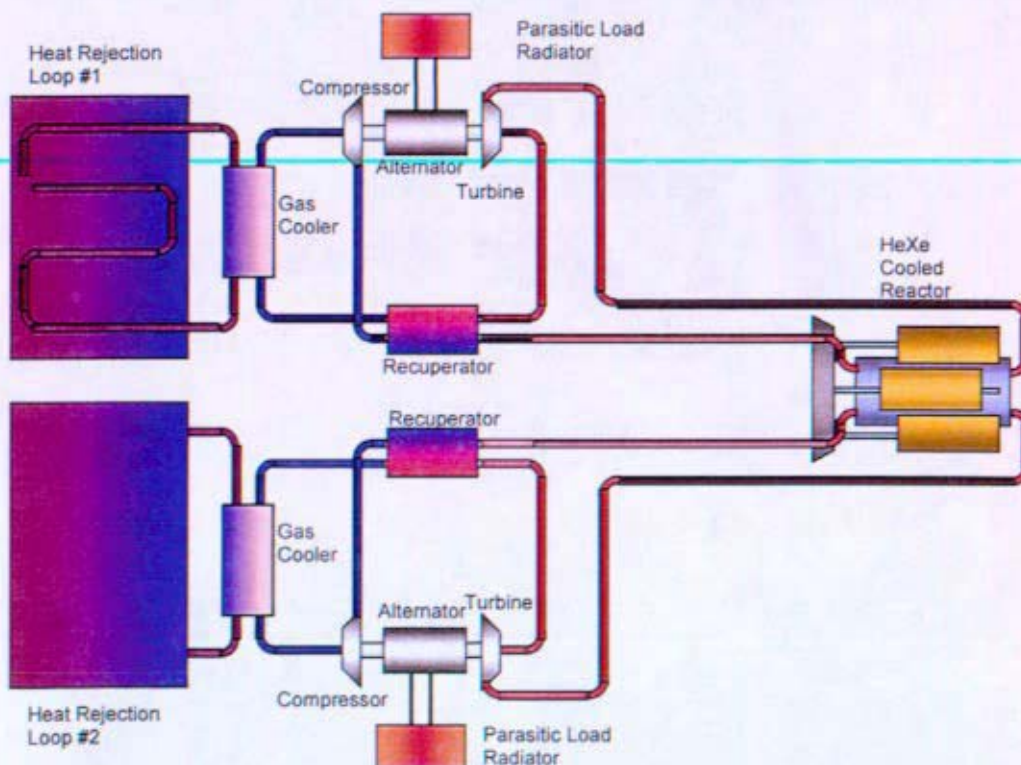 Heat Rejection
Loop #1
Parasitic Load
Radiator
Compressor
Alternator
Turbine
Gas
Cooler
HeXe
Cooled
Reactor
Recuperator
Recuperator
Gas
Cooler
Alternator
Turbine
Compressor
Heat Rejection
Loop #2
Parasitic Load
Radiator